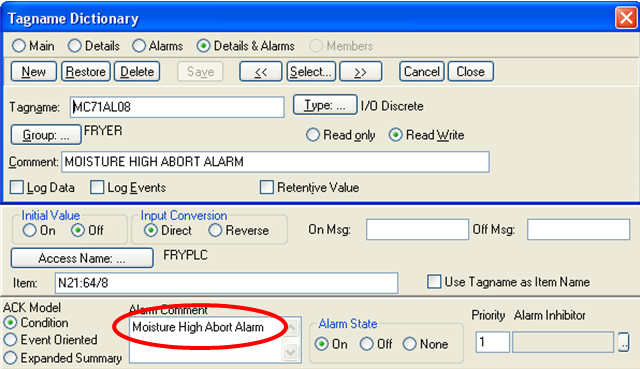 Tagname Dictionary
Main Details Alarms Details & Alarms Members
New Restore Delete Save << Select... >> Cancel Close
Tagname: MC71AL08 Type: ... I/O Discrete
Group: ... FRYER Read only Read Write
Comment: MOISTURE HIGH ABORT ALARM
Log Data Log Events Retentive Value
Initial Value Input Conversion
On Off Direct Reverse On Msg: Off Msg:
Access Name: ... FRYPLC
Item: N21:64/8 Use Tagname as Item Name
ACK Model Alarm Comment
Condition Moisture High Abort Alarm Alarm State Priority Alarm Inhibitor
Event Oriented On Off None 1 ..
Expanded Summary